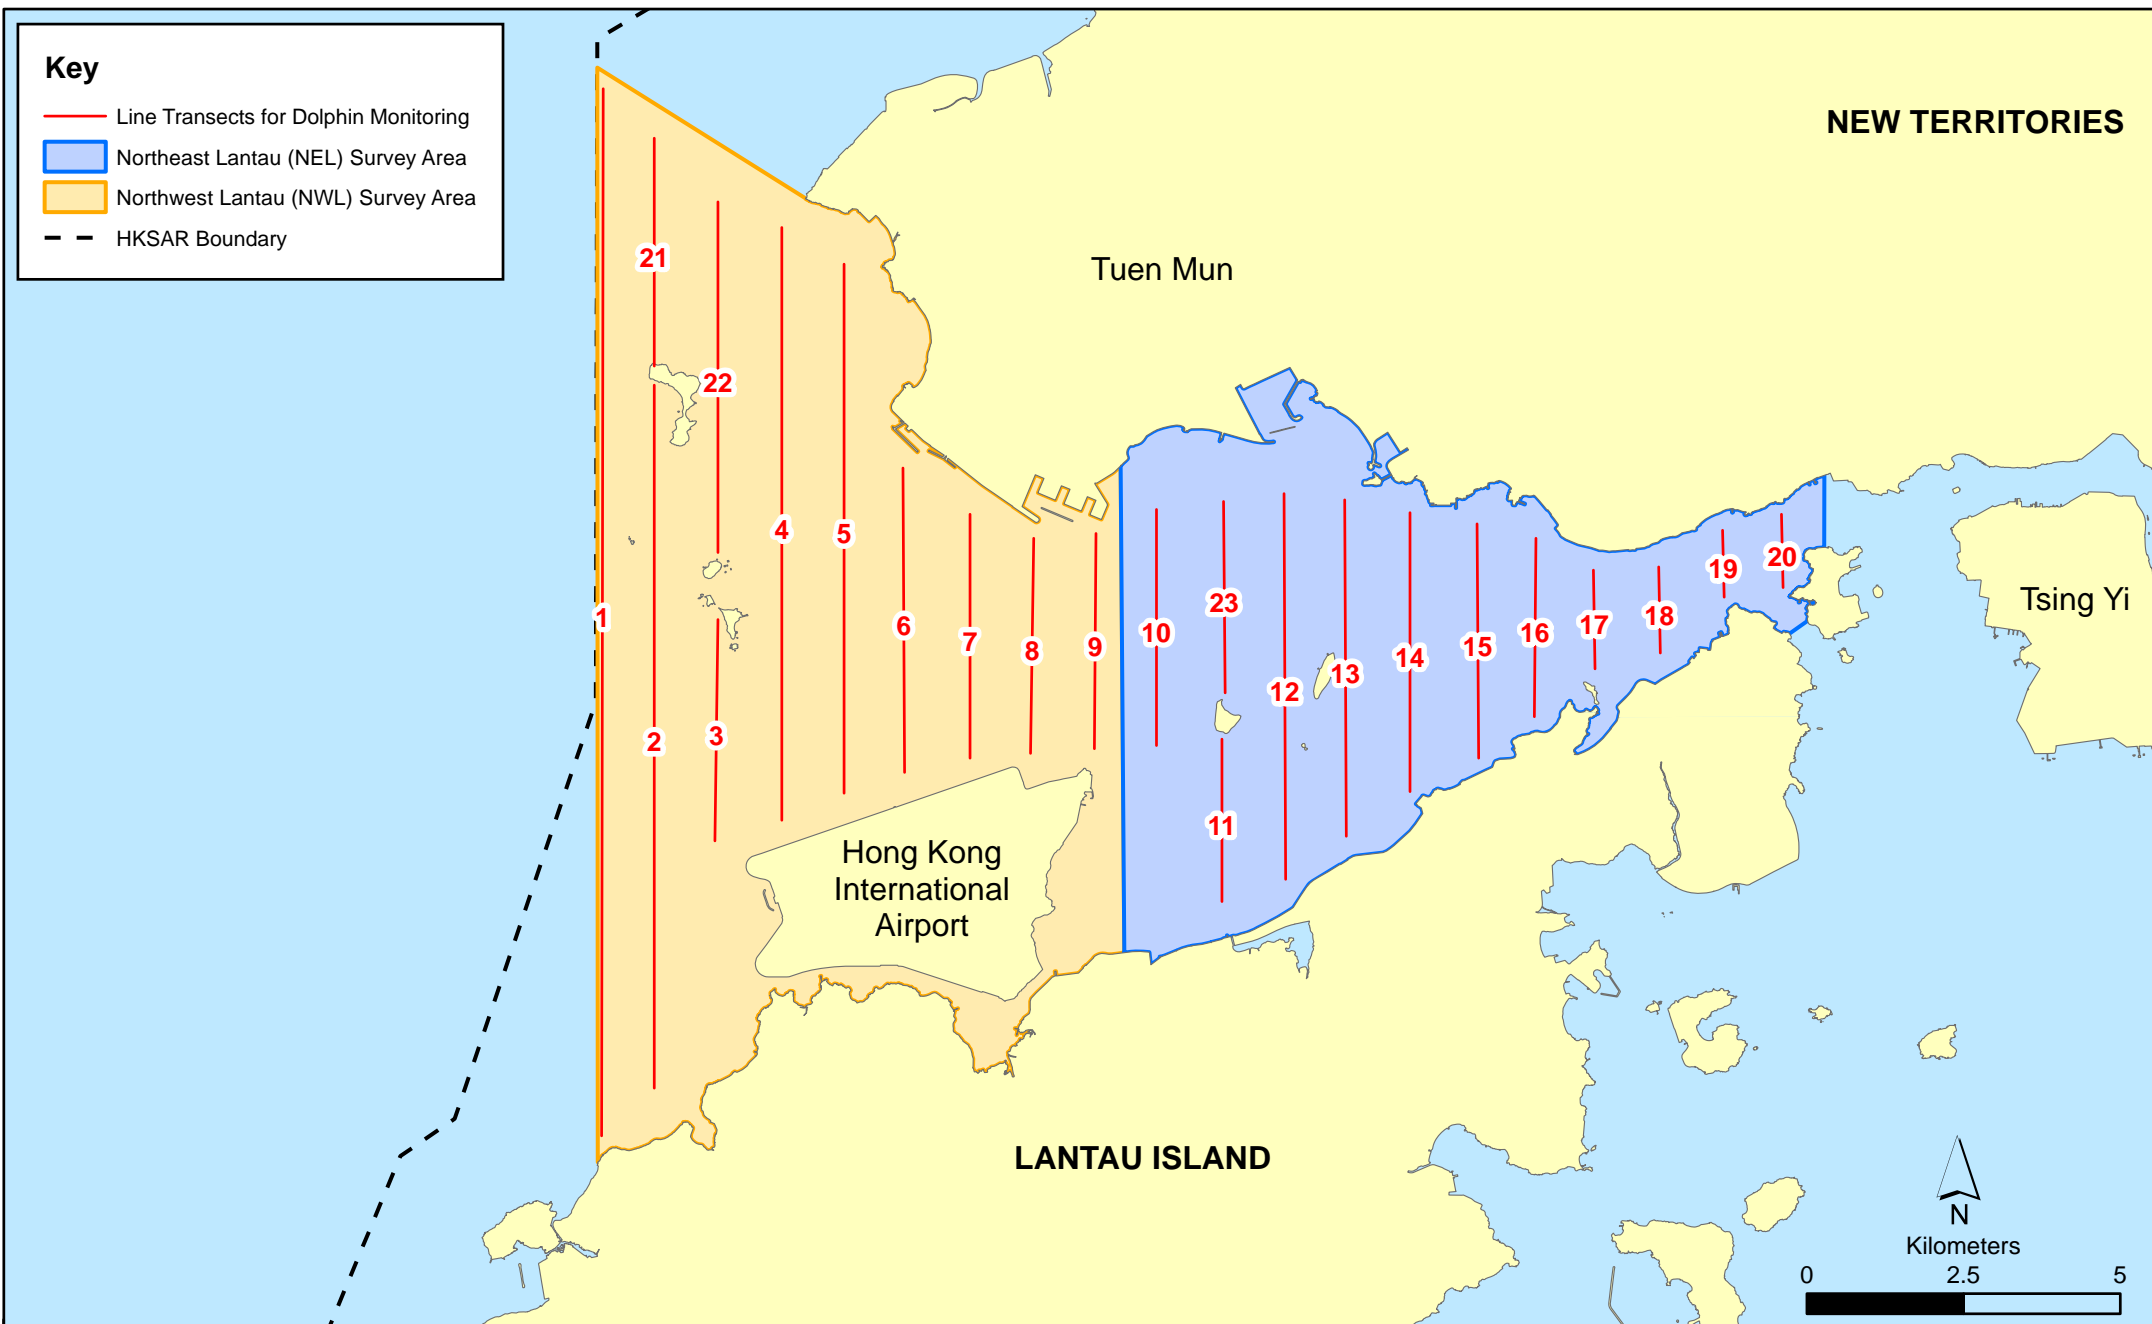 Key
Line Transects for Dolphin Monitoring
Northeast Lantau (NEL) Survey Area
Northwest Lantau (NWL) Survey Area
HKSAR Boundary
NEW TERRITORIES
Tuen Mun
21
22
4
5
1
6
7
8
9
10
23
2
3
11
12
13
14
15
16
17
18
19
20
Tsing Yi
Hong Kong
International
Airport
LANTAU ISLAND
N
Kilometers
0 2.5 5